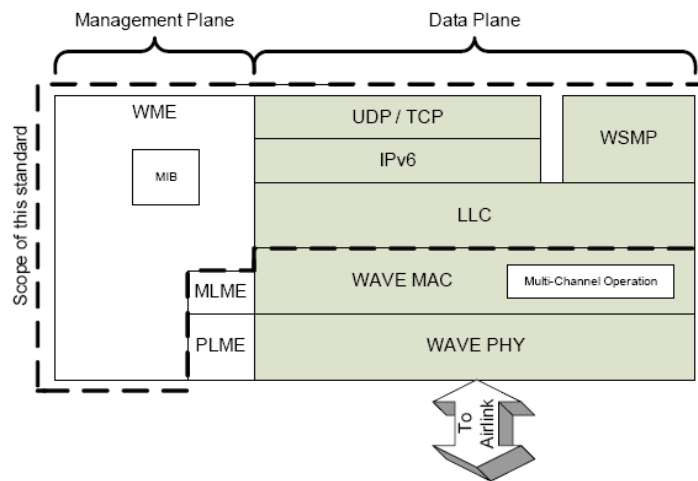 Management Plane
Data Plane
Scope of this standard
WME
MIB
UDP / TCP
WSMP
IPv6
LLC
MLME
WAVE MAC
Multi-Channel Operation
PLME
WAVE PHY
To
Airlink